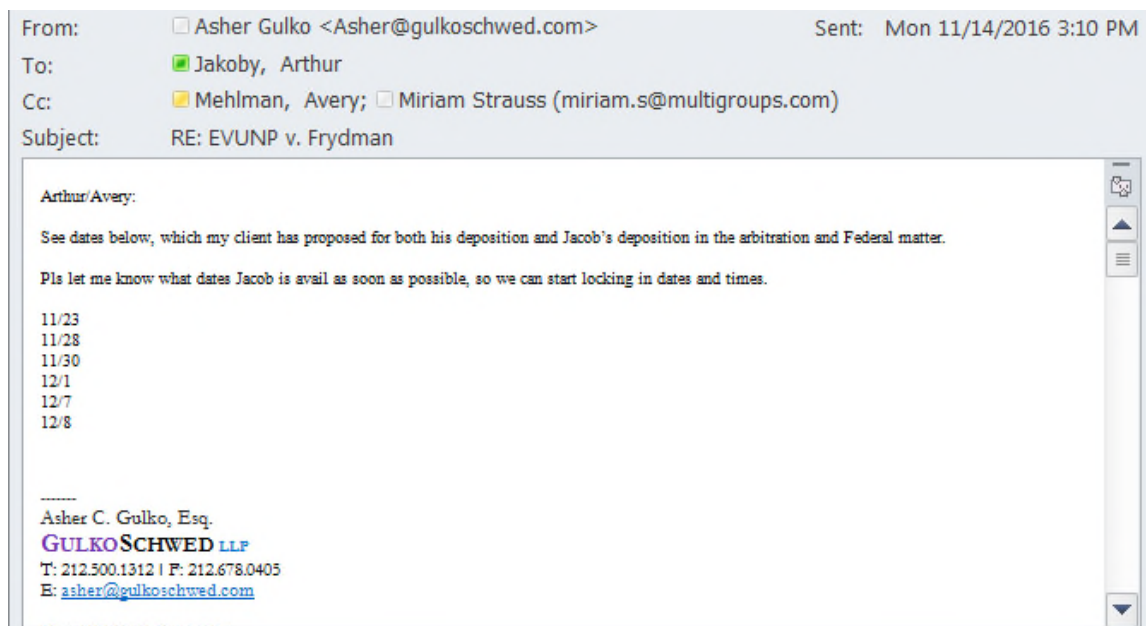 From: Asher Gulko <Asher@gulkoschwed.com> Sent: Mon 11/14/2016 3:10 PM
To: Jakoby, Arthur
Cc: Mehlman, Avery; Miriam Strauss (miriam.s@multigroups.com)
Subject: RE: EVUNP v. Frydman
Arthur/Avery:
See dates below, which my client has proposed for both his deposition and Jacob's deposition in the arbitration and Federal matter.
Pls let me know what dates Jacob is avail as soon as possible, so we can start locking in dates and times.
11/23
11/28
11/30
12/1
12/7
12/8
-------
Asher C. Gulko, Esq.
GULKOSCHWED LLP
T: 212.500.1312 | F: 212.678.0405
E: asher@gulkoschwed.com